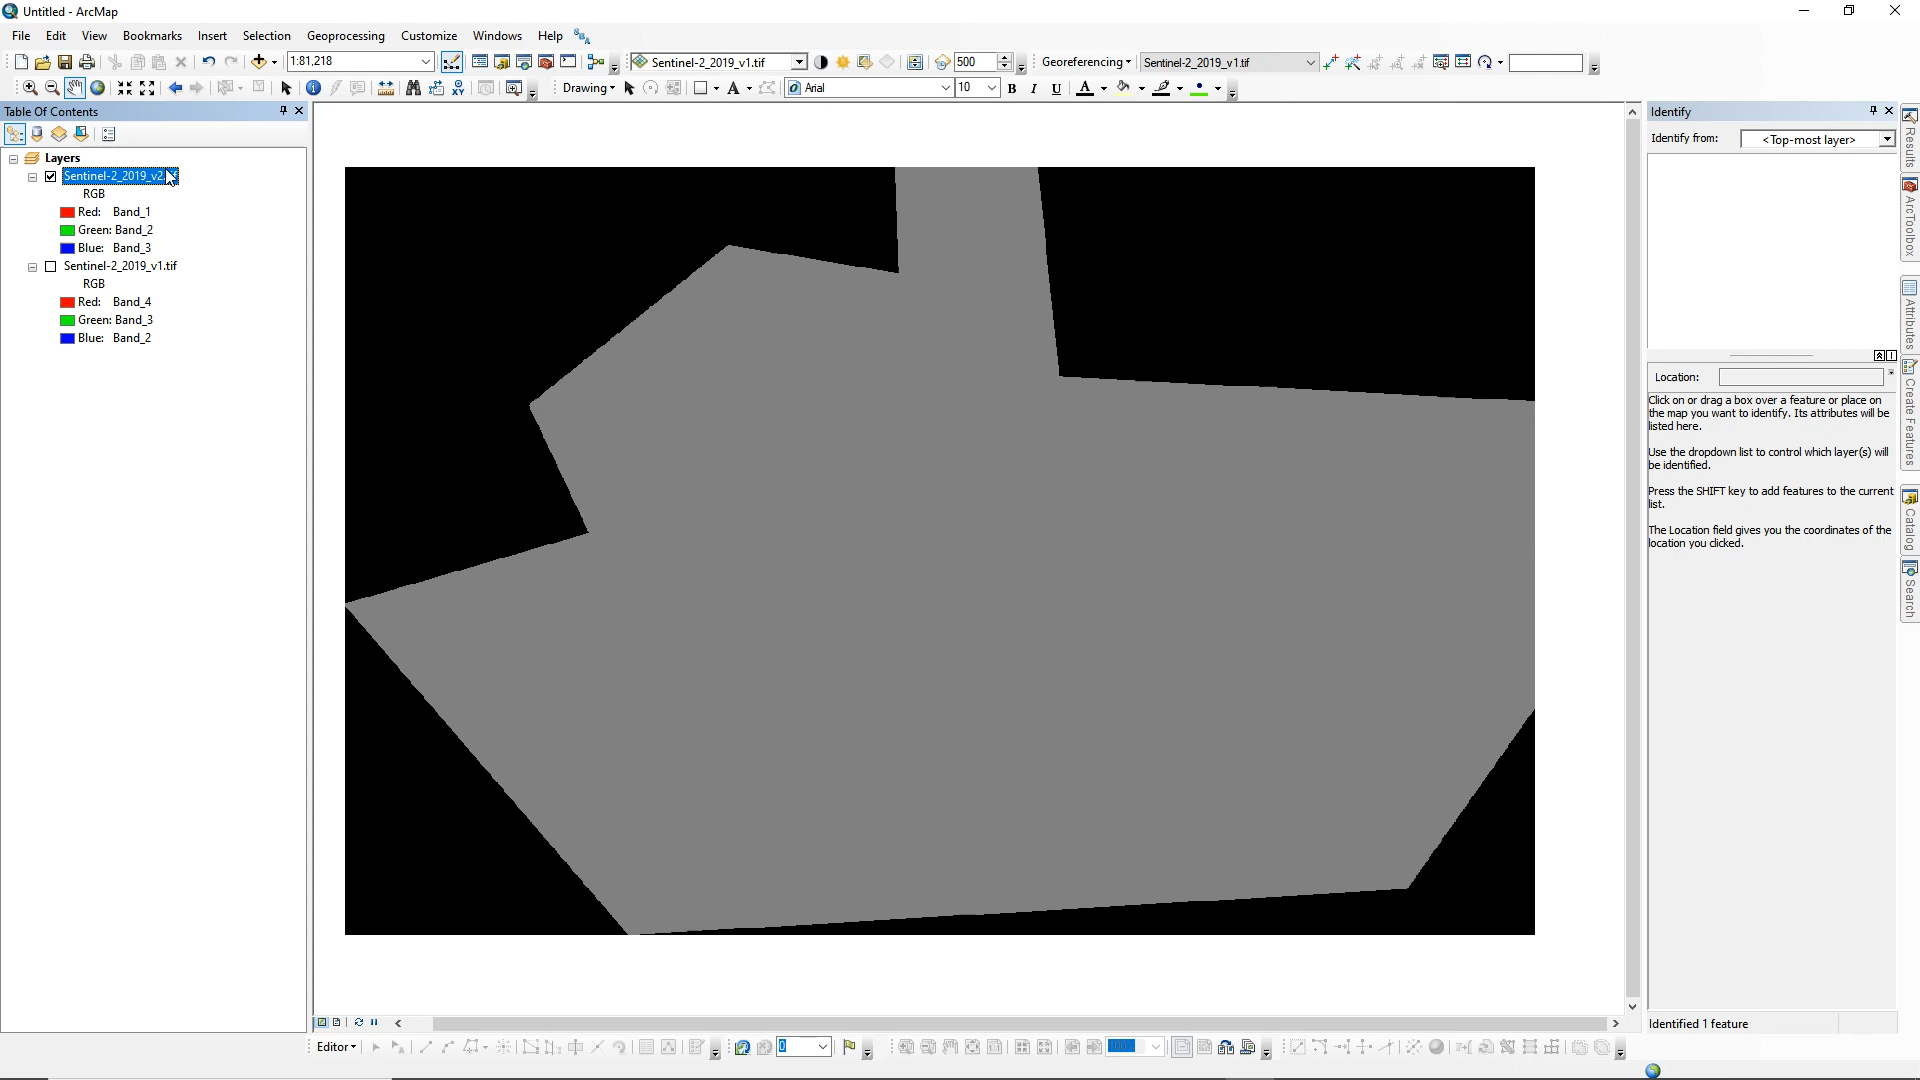 Untitled - ArcMap
File Edit View Bookmarks Insert Selection Geoprocessing Customize Windows Help
1:81,218 Sentinel-2_2019_v1.tif 500 Georeferencing Sentinel-2_2019_v1.tif
Drawing A Arial 10 B I U A
Table Of Contents
Layers
Sentinel-2_2019_v2.tif
RGB
Red: Band_1
Green: Band_2
Blue: Band_3
Sentinel-2_2019_v1.tif
RGB
Red: Band_4
Green: Band_3
Blue: Band_2
Identify
Identify from: <Top-most layer>
Location:
Click on or drag a box over a feature or place on
the map you want to identify. Its attributes will be
listed here.
Use the dropdown list to control which layer(s) will
be identified.
Press the SHIFT key to add features to the current
list.
The Location field gives you the coordinates of the
location you clicked.
Identified 1 feature
Results
ArcToolbox
Attributes
Create Features
Catalog
Search
Editor 0 100%